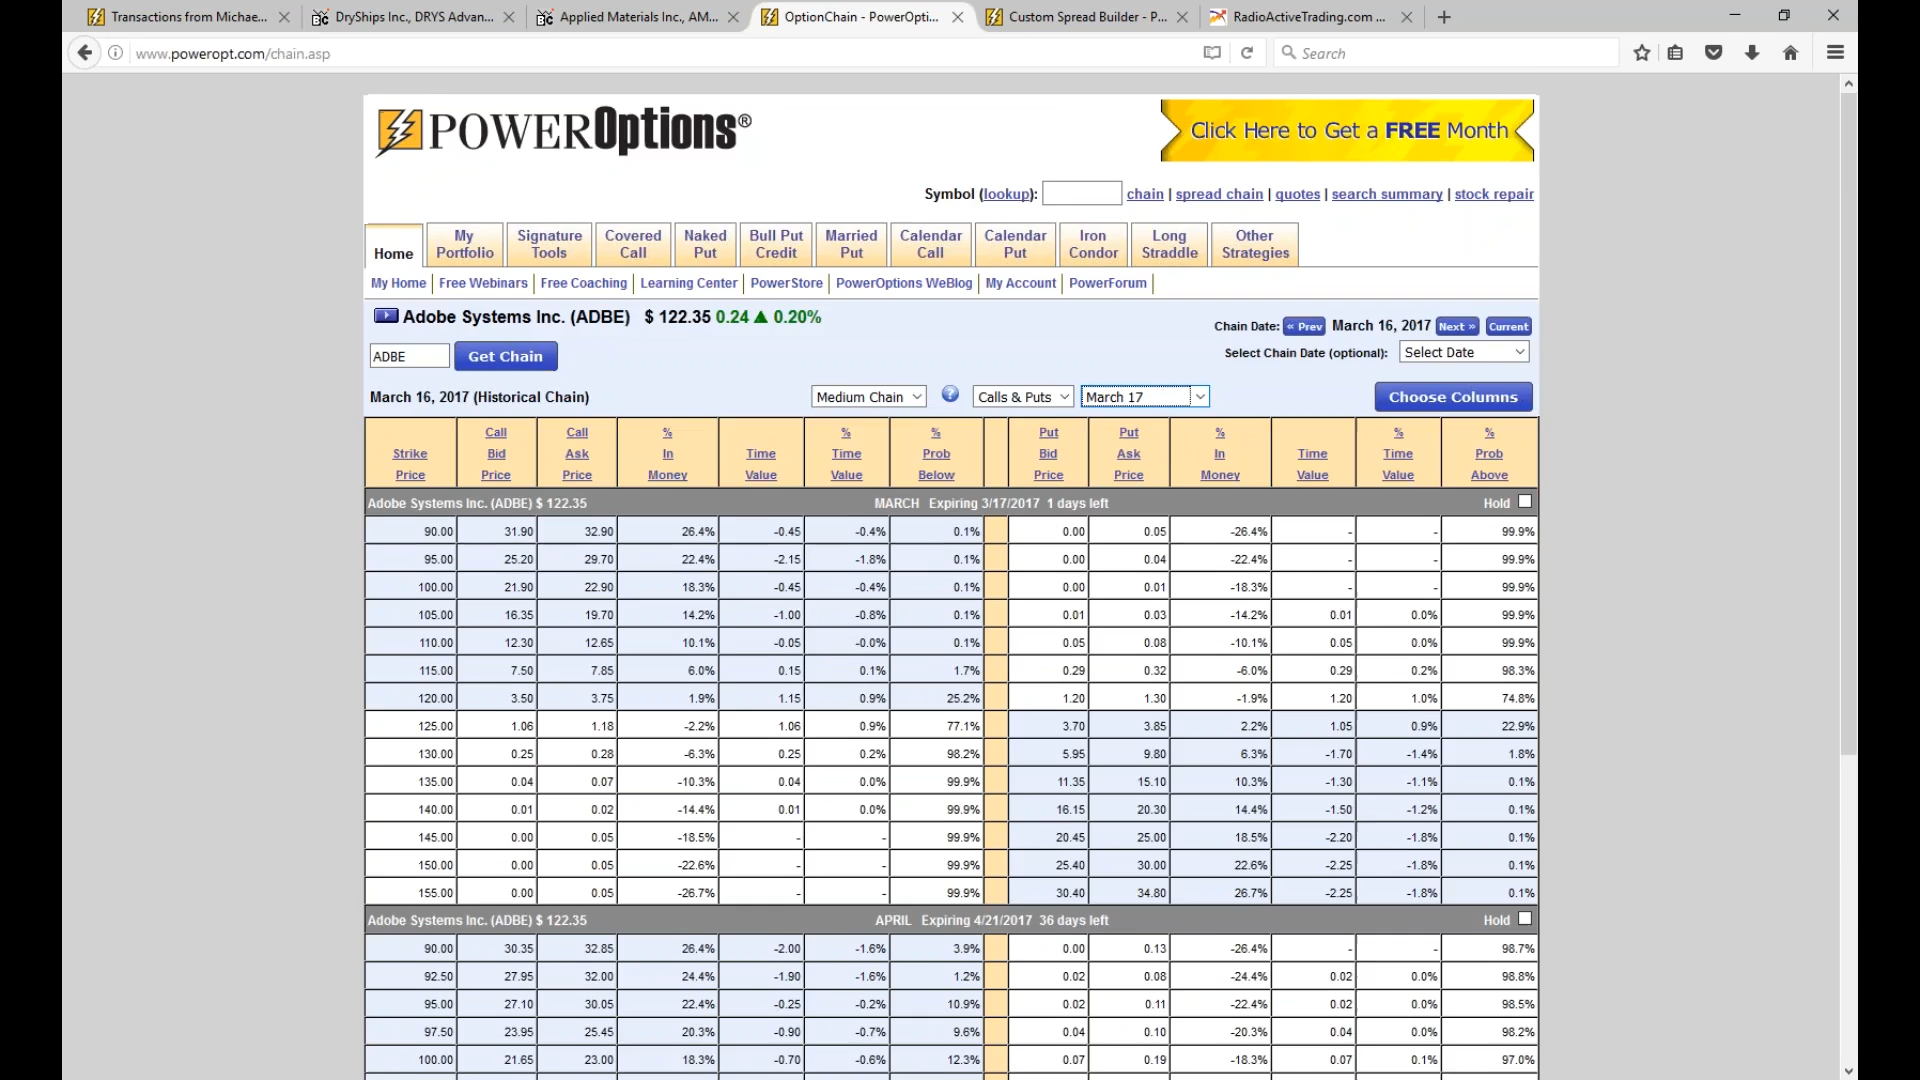 Transactions from Michae...
DryShips Inc., DRYS Advan...
Applied Materials Inc., AM...
OptionChain - PowerOpti...
Custom Spread Builder - P...
RadioActiveTrading.com ...
www.poweropt.com/chain.asp
Search
POWEROptions®
Click Here to Get a FREE Month
Symbol (lookup): chain | spread chain | quotes | search summary | stock repair
Home
My Portfolio
Signature Tools
Covered Call
Naked Put
Bull Put Credit
Married Put
Calendar Call
Calendar Put
Iron Condor
Long Straddle
Other Strategies
My Home | Free Webinars | Free Coaching | Learning Center | PowerStore | PowerOptions WeBlog | My Account | PowerForum |
Adobe Systems Inc. (ADBE) $ 122.35 0.24 ▲ 0.20%
Chain Date: « Prev March 16, 2017 Next » Current
ADBE Get Chain
Select Chain Date (optional): Select Date
March 16, 2017 (Historical Chain) Medium Chain ? Calls & Puts March 17 Choose Columns
Strike Price | Call Bid Price | Call Ask Price | % In Money | Time Value | % Time Value | % Prob Below | Put Bid Price | Put Ask Price | % In Money | Time Value | % Time Value | % Prob Above
Adobe Systems Inc. (ADBE) $ 122.35 MARCH Expiring 3/17/2017 1 days left Hold
90.00 31.90 32.90 26.4% -0.45 -0.4% 0.1% 0.00 0.05 -26.4% - - 99.9%
95.00 25.20 29.70 22.4% -2.15 -1.8% 0.1% 0.00 0.04 -22.4% - - 99.9%
100.00 21.90 22.90 18.3% -0.45 -0.4% 0.1% 0.00 0.01 -18.3% - - 99.9%
105.00 16.35 19.70 14.2% -1.00 -0.8% 0.1% 0.01 0.03 -14.2% 0.01 0.0% 99.9%
110.00 12.30 12.65 10.1% -0.05 -0.0% 0.1% 0.05 0.08 -10.1% 0.05 0.0% 99.9%
115.00 7.50 7.85 6.0% 0.15 0.1% 1.7% 0.29 0.32 -6.0% 0.29 0.2% 98.3%
120.00 3.50 3.75 1.9% 1.15 0.9% 25.2% 1.20 1.30 -1.9% 1.20 1.0% 74.8%
125.00 1.06 1.18 -2.2% 1.06 0.9% 77.1% 3.70 3.85 2.2% 1.05 0.9% 22.9%
130.00 0.25 0.28 -6.3% 0.25 0.2% 98.2% 5.95 9.80 6.3% -1.70 -1.4% 1.8%
135.00 0.04 0.07 -10.3% 0.04 0.0% 99.9% 11.35 15.10 10.3% -1.30 -1.1% 0.1%
140.00 0.01 0.02 -14.4% 0.01 0.0% 99.9% 16.15 20.30 14.4% -1.50 -1.2% 0.1%
145.00 0.00 0.05 -18.5% - - 99.9% 20.45 25.00 18.5% -2.20 -1.8% 0.1%
150.00 0.00 0.05 -22.6% - - 99.9% 25.40 30.00 22.6% -2.25 -1.8% 0.1%
155.00 0.00 0.05 -26.7% - - 99.9% 30.40 34.80 26.7% -2.25 -1.8% 0.1%
Adobe Systems Inc. (ADBE) $ 122.35 APRIL Expiring 4/21/2017 36 days left Hold
90.00 30.35 32.85 26.4% -2.00 -1.6% 3.9% 0.00 0.13 -26.4% - - 98.7%
92.50 27.95 32.00 24.4% -1.90 -1.6% 1.2% 0.02 0.08 -24.4% 0.02 0.0% 98.8%
95.00 27.10 30.05 22.4% -0.25 -0.2% 10.9% 0.02 0.11 -22.4% 0.02 0.0% 98.5%
97.50 23.95 25.45 20.3% -0.90 -0.7% 9.6% 0.04 0.10 -20.3% 0.04 0.0% 98.2%
100.00 21.65 23.00 18.3% -0.70 -0.6% 12.3% 0.07 0.19 -18.3% 0.07 0.1% 97.0%